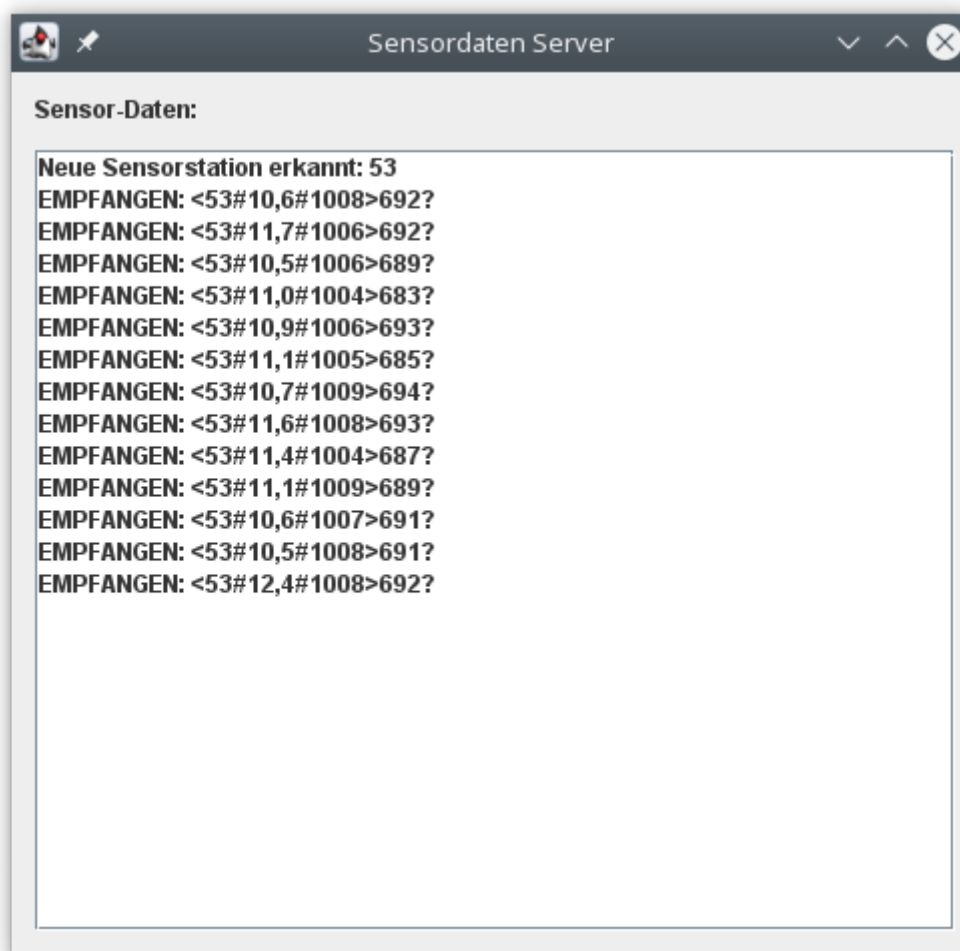 Sensordaten Server
Sensor-Daten:
Neue Sensorstation erkannt: 53
EMPFANGEN: <53#10,6#1008>692?
EMPFANGEN: <53#11,7#1006>692?
EMPFANGEN: <53#10,5#1006>689?
EMPFANGEN: <53#11,0#1004>683?
EMPFANGEN: <53#10,9#1006>693?
EMPFANGEN: <53#11,1#1005>685?
EMPFANGEN: <53#10,7#1009>694?
EMPFANGEN: <53#11,6#1008>693?
EMPFANGEN: <53#11,4#1004>687?
EMPFANGEN: <53#11,1#1009>689?
EMPFANGEN: <53#10,6#1007>691?
EMPFANGEN: <53#10,5#1008>691?
EMPFANGEN: <53#12,4#1008>692?